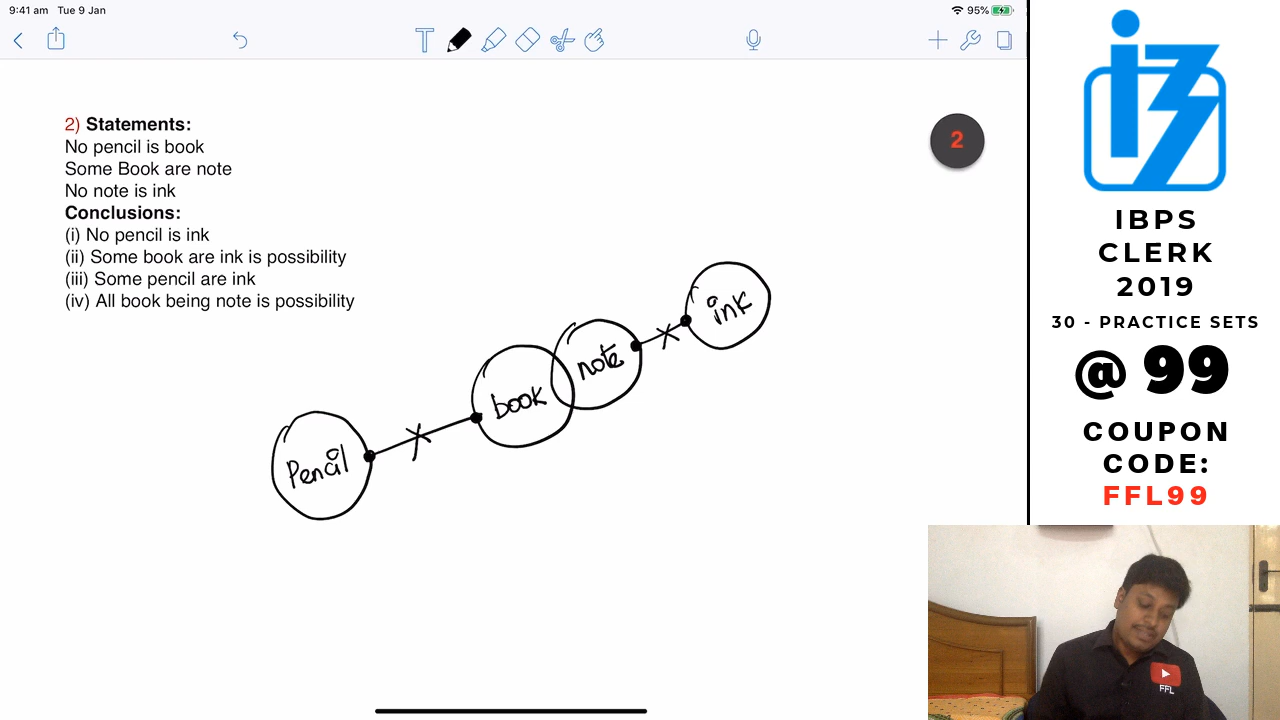 9:41 am Tue 9 Jan
95%
T
2) Statements:
No pencil is book
Some Book are note
No note is ink
Conclusions:
(i) No pencil is ink
(ii) Some book are ink is possibility
(iii) Some pencil are ink
(iv) All book being note is possibility
2
ink
note
book
Pencil
IBPS
CLERK
2019
30 - PRACTICE SETS
@ 99
COUPON
CODE:
FFL99
FFL